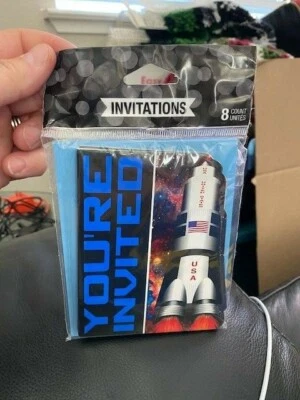 INVITATIONS
8 COUNT
UNITÉS
YOU'RE
INVITED
USA